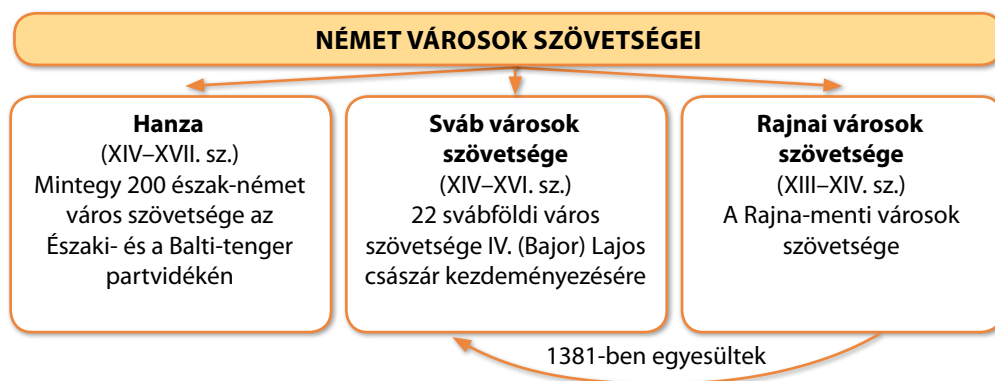 NÉMET VÁROSOK SZÖVETSÉGEI
Hanza
(XIV–XVII. sz.)
Mintegy 200 észak-német
város szövetsége az
Északi- és a Balti-tenger
partvidékén
Sváb városok
szövetsége
(XIV–XVI. sz.)
22 svábföldi város
szövetsége IV. (Bajor) Lajos
császár kezdeményezésére
Rajnai városok
szövetsége
(XIII–XIV. sz.)
A Rajna-menti városok
szövetsége
1381-ben egyesültek